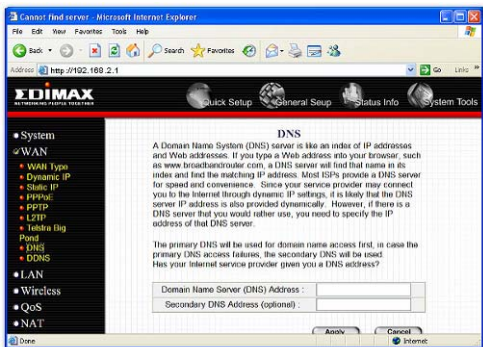 Cannot find server - Microsoft Internet Explorer
File Edit View Favorites Tools Help
Back Search Favorites
Address http://192.168.2.1 Go Links
EDIMAX
NETWORKING PEOPLE TOGETHER
Quick Setup General Seup Status Info System Tools
System
WAN
WAN Type
Dynamic IP
Static IP
PPPoE
PPTP
L2TP
Telstra Big
Pond
DNS
DDNS
LAN
Wireless
QoS
NAT
DNS
A Domain Name System (DNS) server is like an index of IP addresses
and Web addresses. If you type a Web address into your browser, such
as www.broadbandrouter.com, a DNS server will find that name in its
index and find the matching IP address. Most ISPs provide a DNS server
for speed and convenience. Since your service provider may connect
you to the Internet through dynamic IP settings, it is likely that the DNS
server IP address is also provided dynamically. However, if there is a
DNS server that you would rather use, you need to specify the IP
address of that DNS server.
The primary DNS will be used for domain name access first, in case the
primary DNS access failures, the secondary DNS will be used.
Has your Internet service provider given you a DNS address?
Domain Name Server (DNS) Address :
Secondary DNS Address (optional) :
Apply Cancel
Done Internet